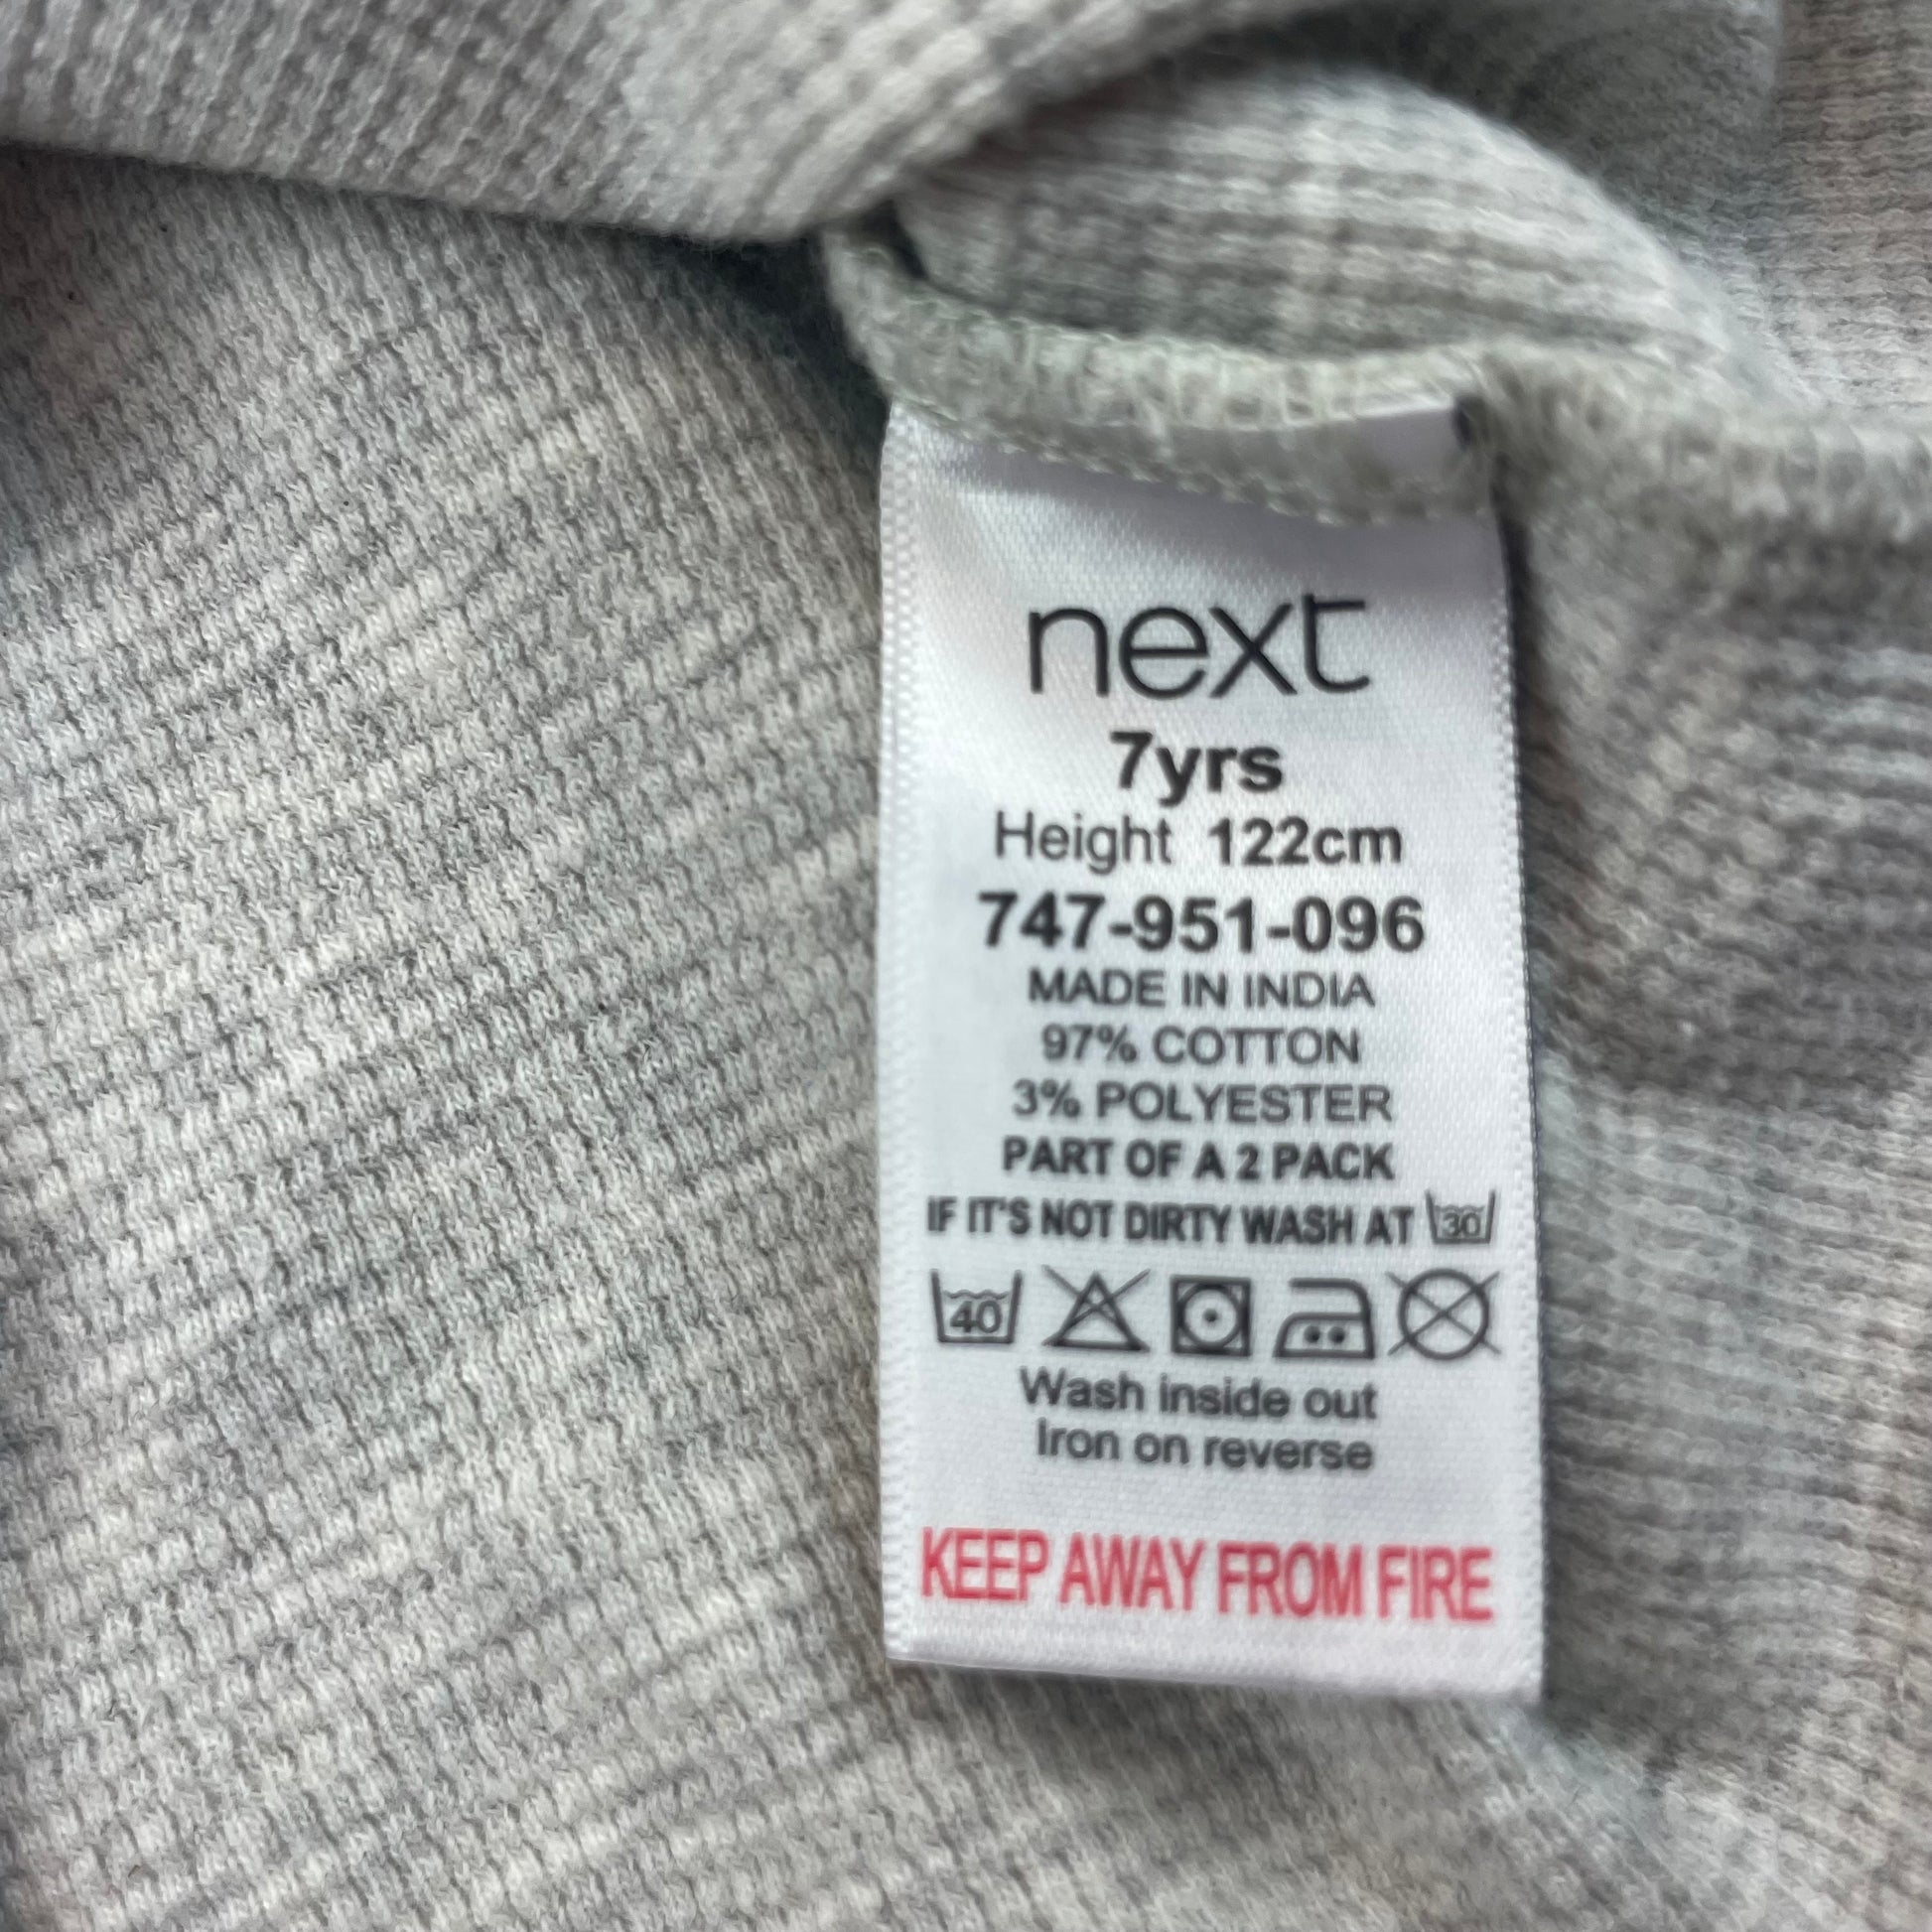 next
7yrs
Height 122cm
747-951-096
MADE IN INDIA
97% COTTON
3% POLYESTER
PART OF A 2 PACK
IF IT'S NOT DIRTY WASH AT 30
40
Wash inside out
Iron on reverse
KEEP AWAY FROM FIRE